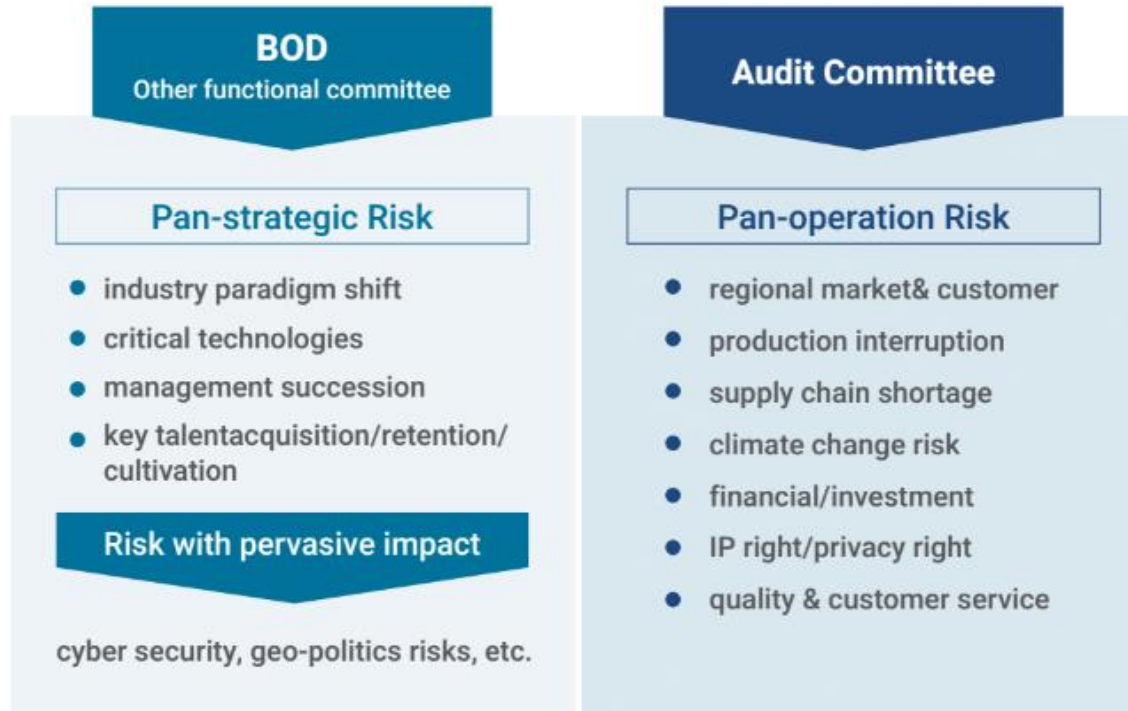 BOD
Other functional committee
Pan-strategic Risk
industry paradigm shift
critical technologies
management succession
key talentacquisition/retention/
cultivation
Risk with pervasive impact
cyber security, geo-politics risks, etc.
Audit Committee
Pan-operation Risk
regional market& customer
production interruption
supply chain shortage
climate change risk
financial/investment
IP right/privacy right
quality & customer service